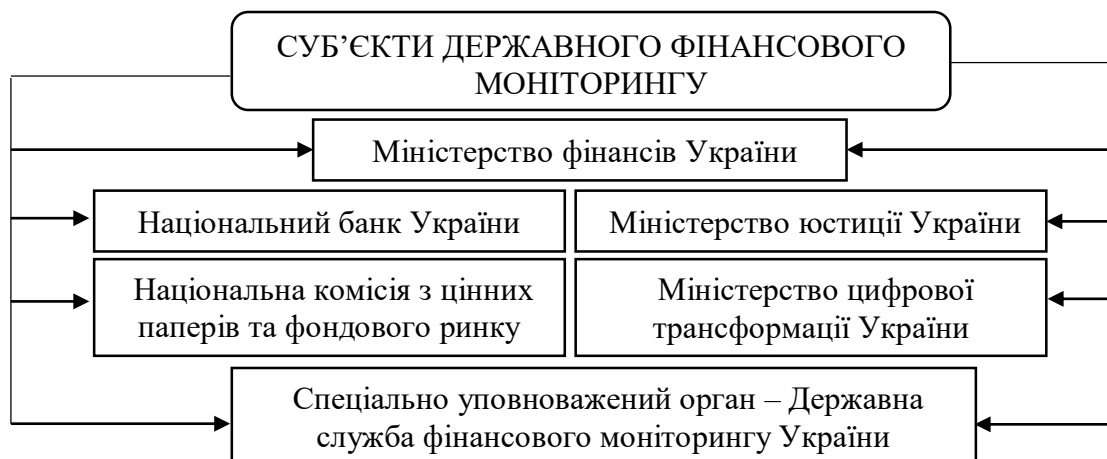 СУБ’ЄКТИ ДЕРЖАВНОГО ФІНАНСОВОГО
МОНІТОРИНГУ
Міністерство фінансів України
Національний банк України
Міністерство юстиції України
Національна комісія з цінних
паперів та фондового ринку
Міністерство цифрової
трансформації України
Спеціально уповноважений орган – Державна
служба фінансового моніторингу України